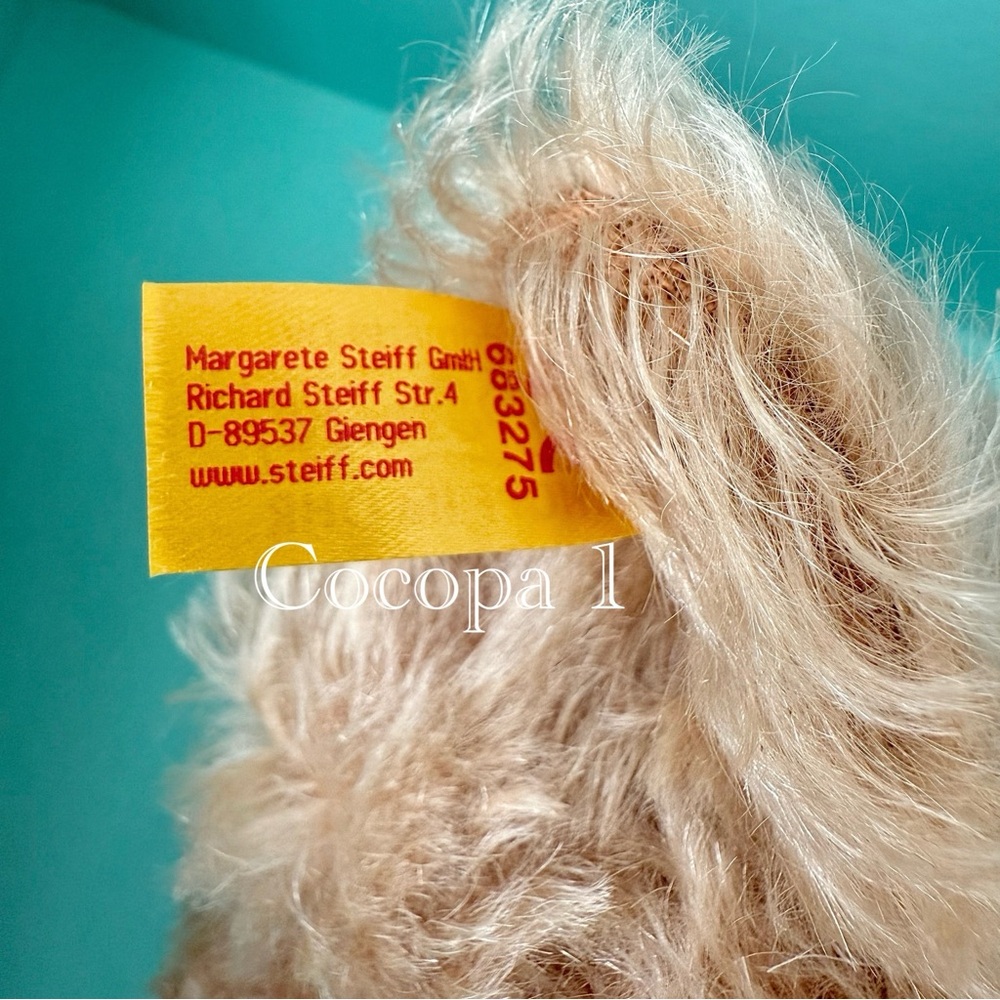 Margarete Steiff GmbH
Richard Steiff Str.4
D-89537 Giengen
www.steiff.com
683275
Cocopa 1